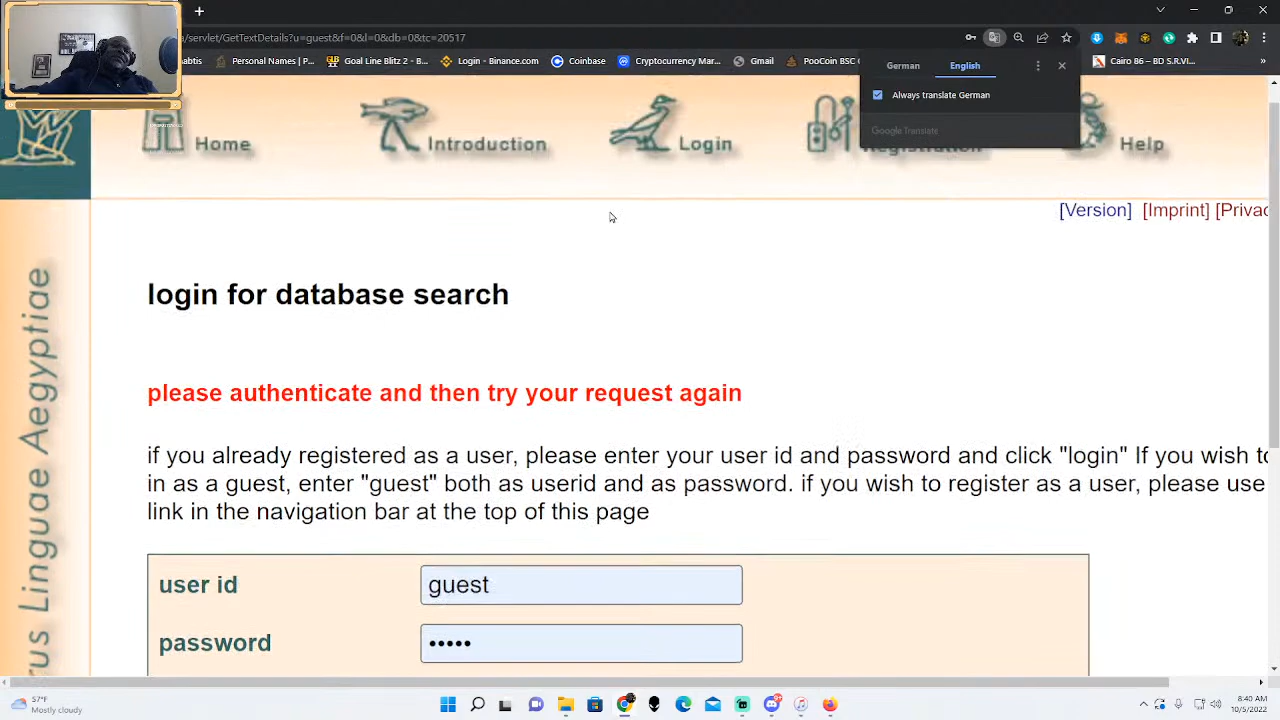 a/servlet/GetTextDetails?u=guest&f=0&l=0&db=0&tc=20517
Personal Names | P...
Gol Line Gol 2 - B...
Login - Binance.com
Coinbase
Cryptocurrency Mar...
Gmail
Poocoin BSC C
Cairo Sir – BD S.R.VI...
German
English
Always translate German
Google Translate
Home
Introduction
Login
Registration
Help
[Version] [Imprint] [Privac
login for database search
please authenticate and then try your request again
if you already registered as a user, please enter your user id and password and click "login" If you wish to
in as a guest, enter "guest" both as userid and as password. if you wish to register as a user, please use
link in the navigation bar at the top of this page
user id
guest
password
•••••
rus Linguae Aegyptiae
57°F
Mostly cloudy
8:40 AM
10/5/2022